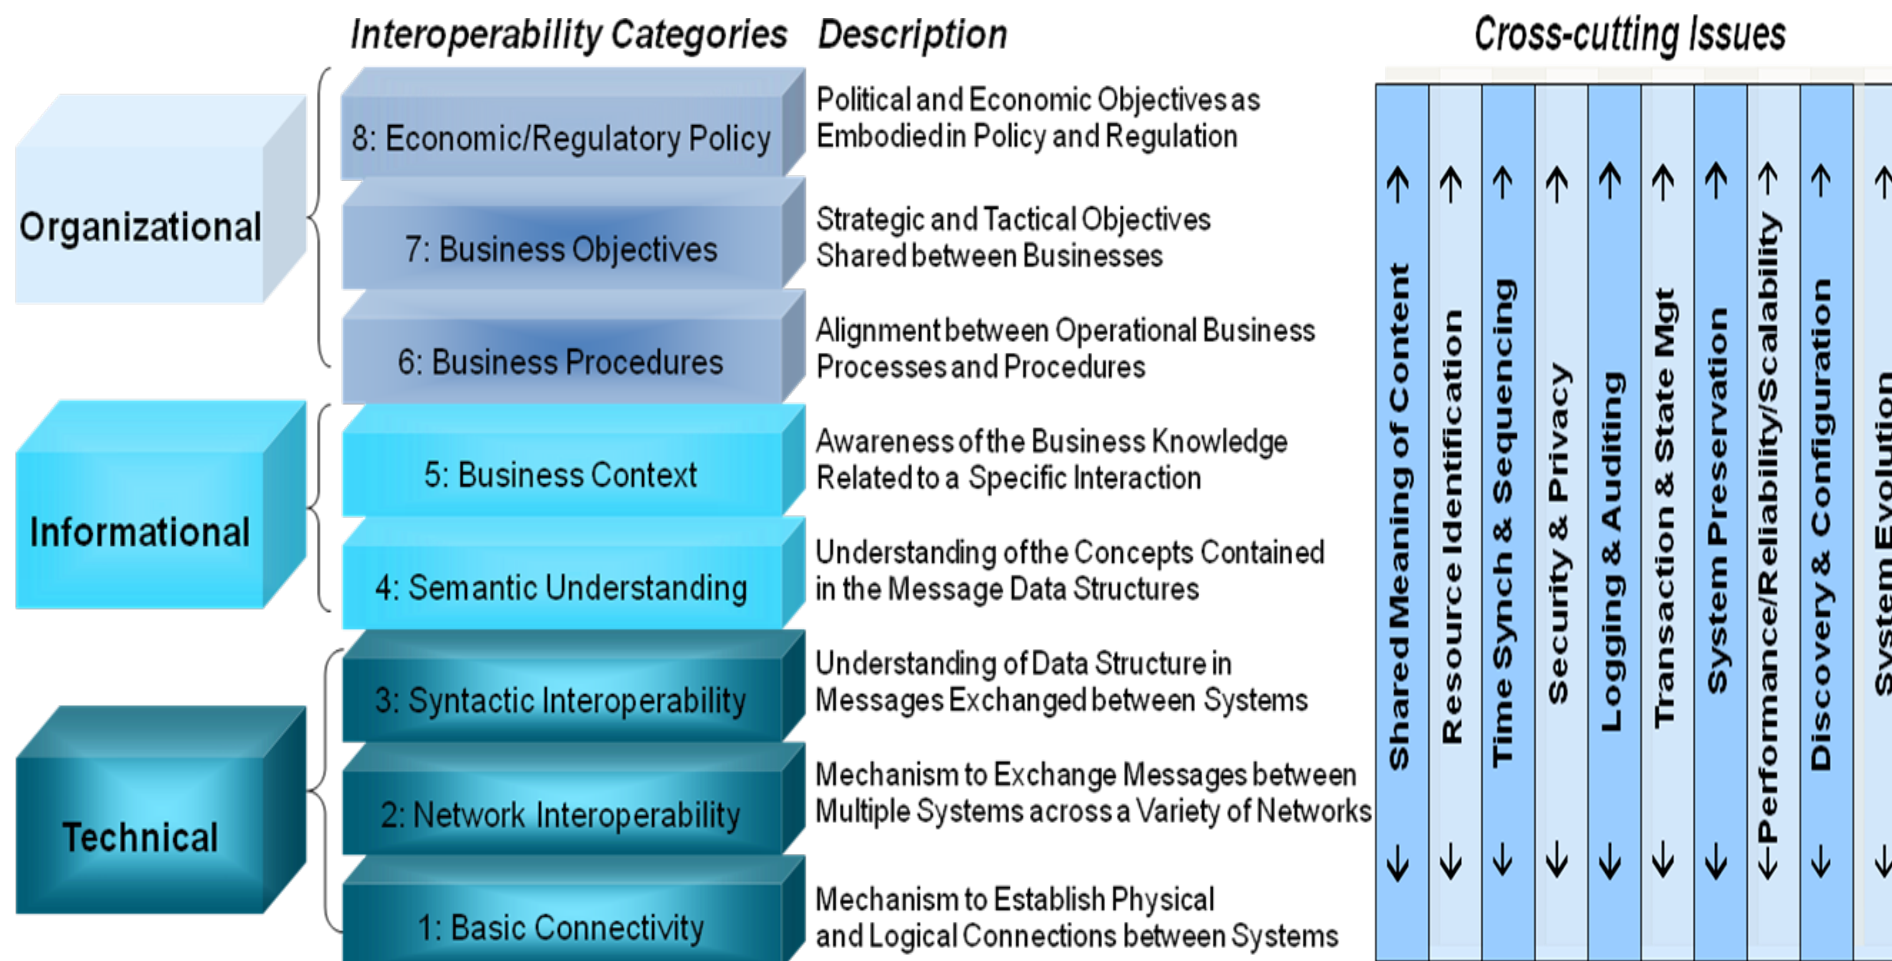 Interoperability Categories
Description
Cross-cutting Issues
Organizational
8: Economic/Regulatory Policy
Political and Economic Objectives as
Embodied in Policy and Regulation
7: Business Objectives
Strategic and Tactical Objectives
Shared between Businesses
6: Business Procedures
Alignment between Operational Business
Processes and Procedures
Informational
5: Business Context
Awareness of the Business Knowledge
Related to a Specific Interaction
4: Semantic Understanding
Understanding of the Concepts Contained
in the Message Data Structures
Technical
3: Syntactic Interoperability
Understanding of Data Structure in
Messages Exchanged between Systems
2: Network Interoperability
Mechanism to Exchange Messages between
Multiple Systems across a Variety of Networks
1: Basic Connectivity
Mechanism to Establish Physical
and Logical Connections between Systems
Shared Meaning of Content
Resource Identification
Time Synch & Sequencing
Security & Privacy
Logging & Auditing
Transaction & State Mgt
System Preservation
Performance/Reliability/Scalability
Discovery & Configuration
System Evolution